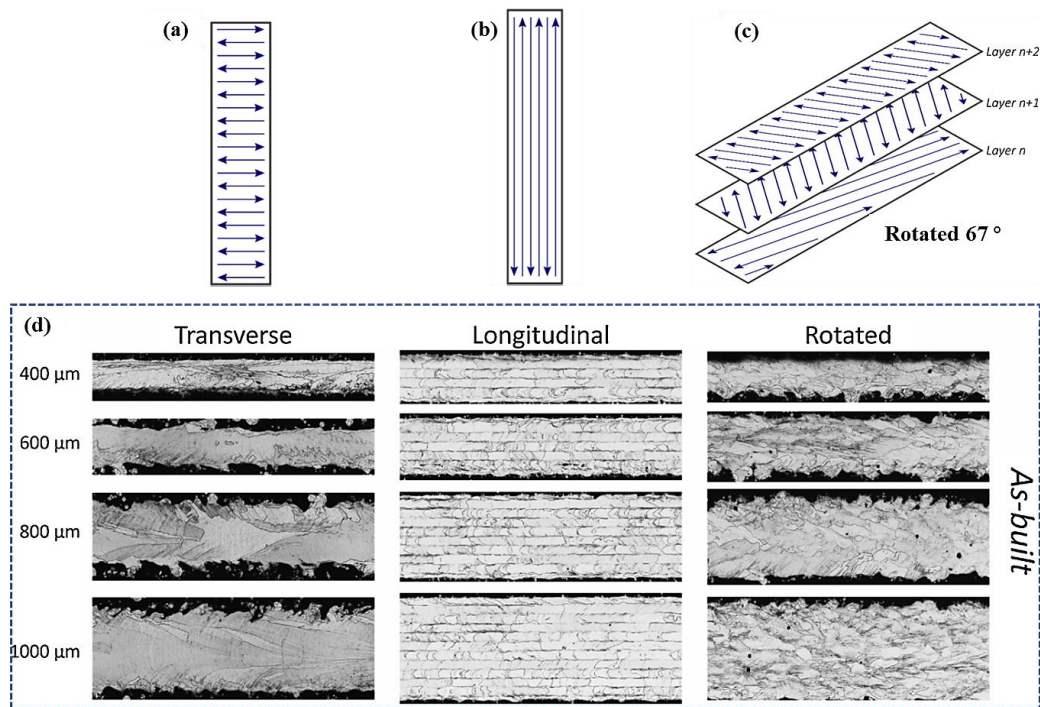 (a)
(b)
(c)
Layer n+2
Layer n+1
Layer n
Rotated 67 °
(d)
Transverse
Longitudinal
Rotated
400 µm
600 µm
800 µm
1000 µm
As-built